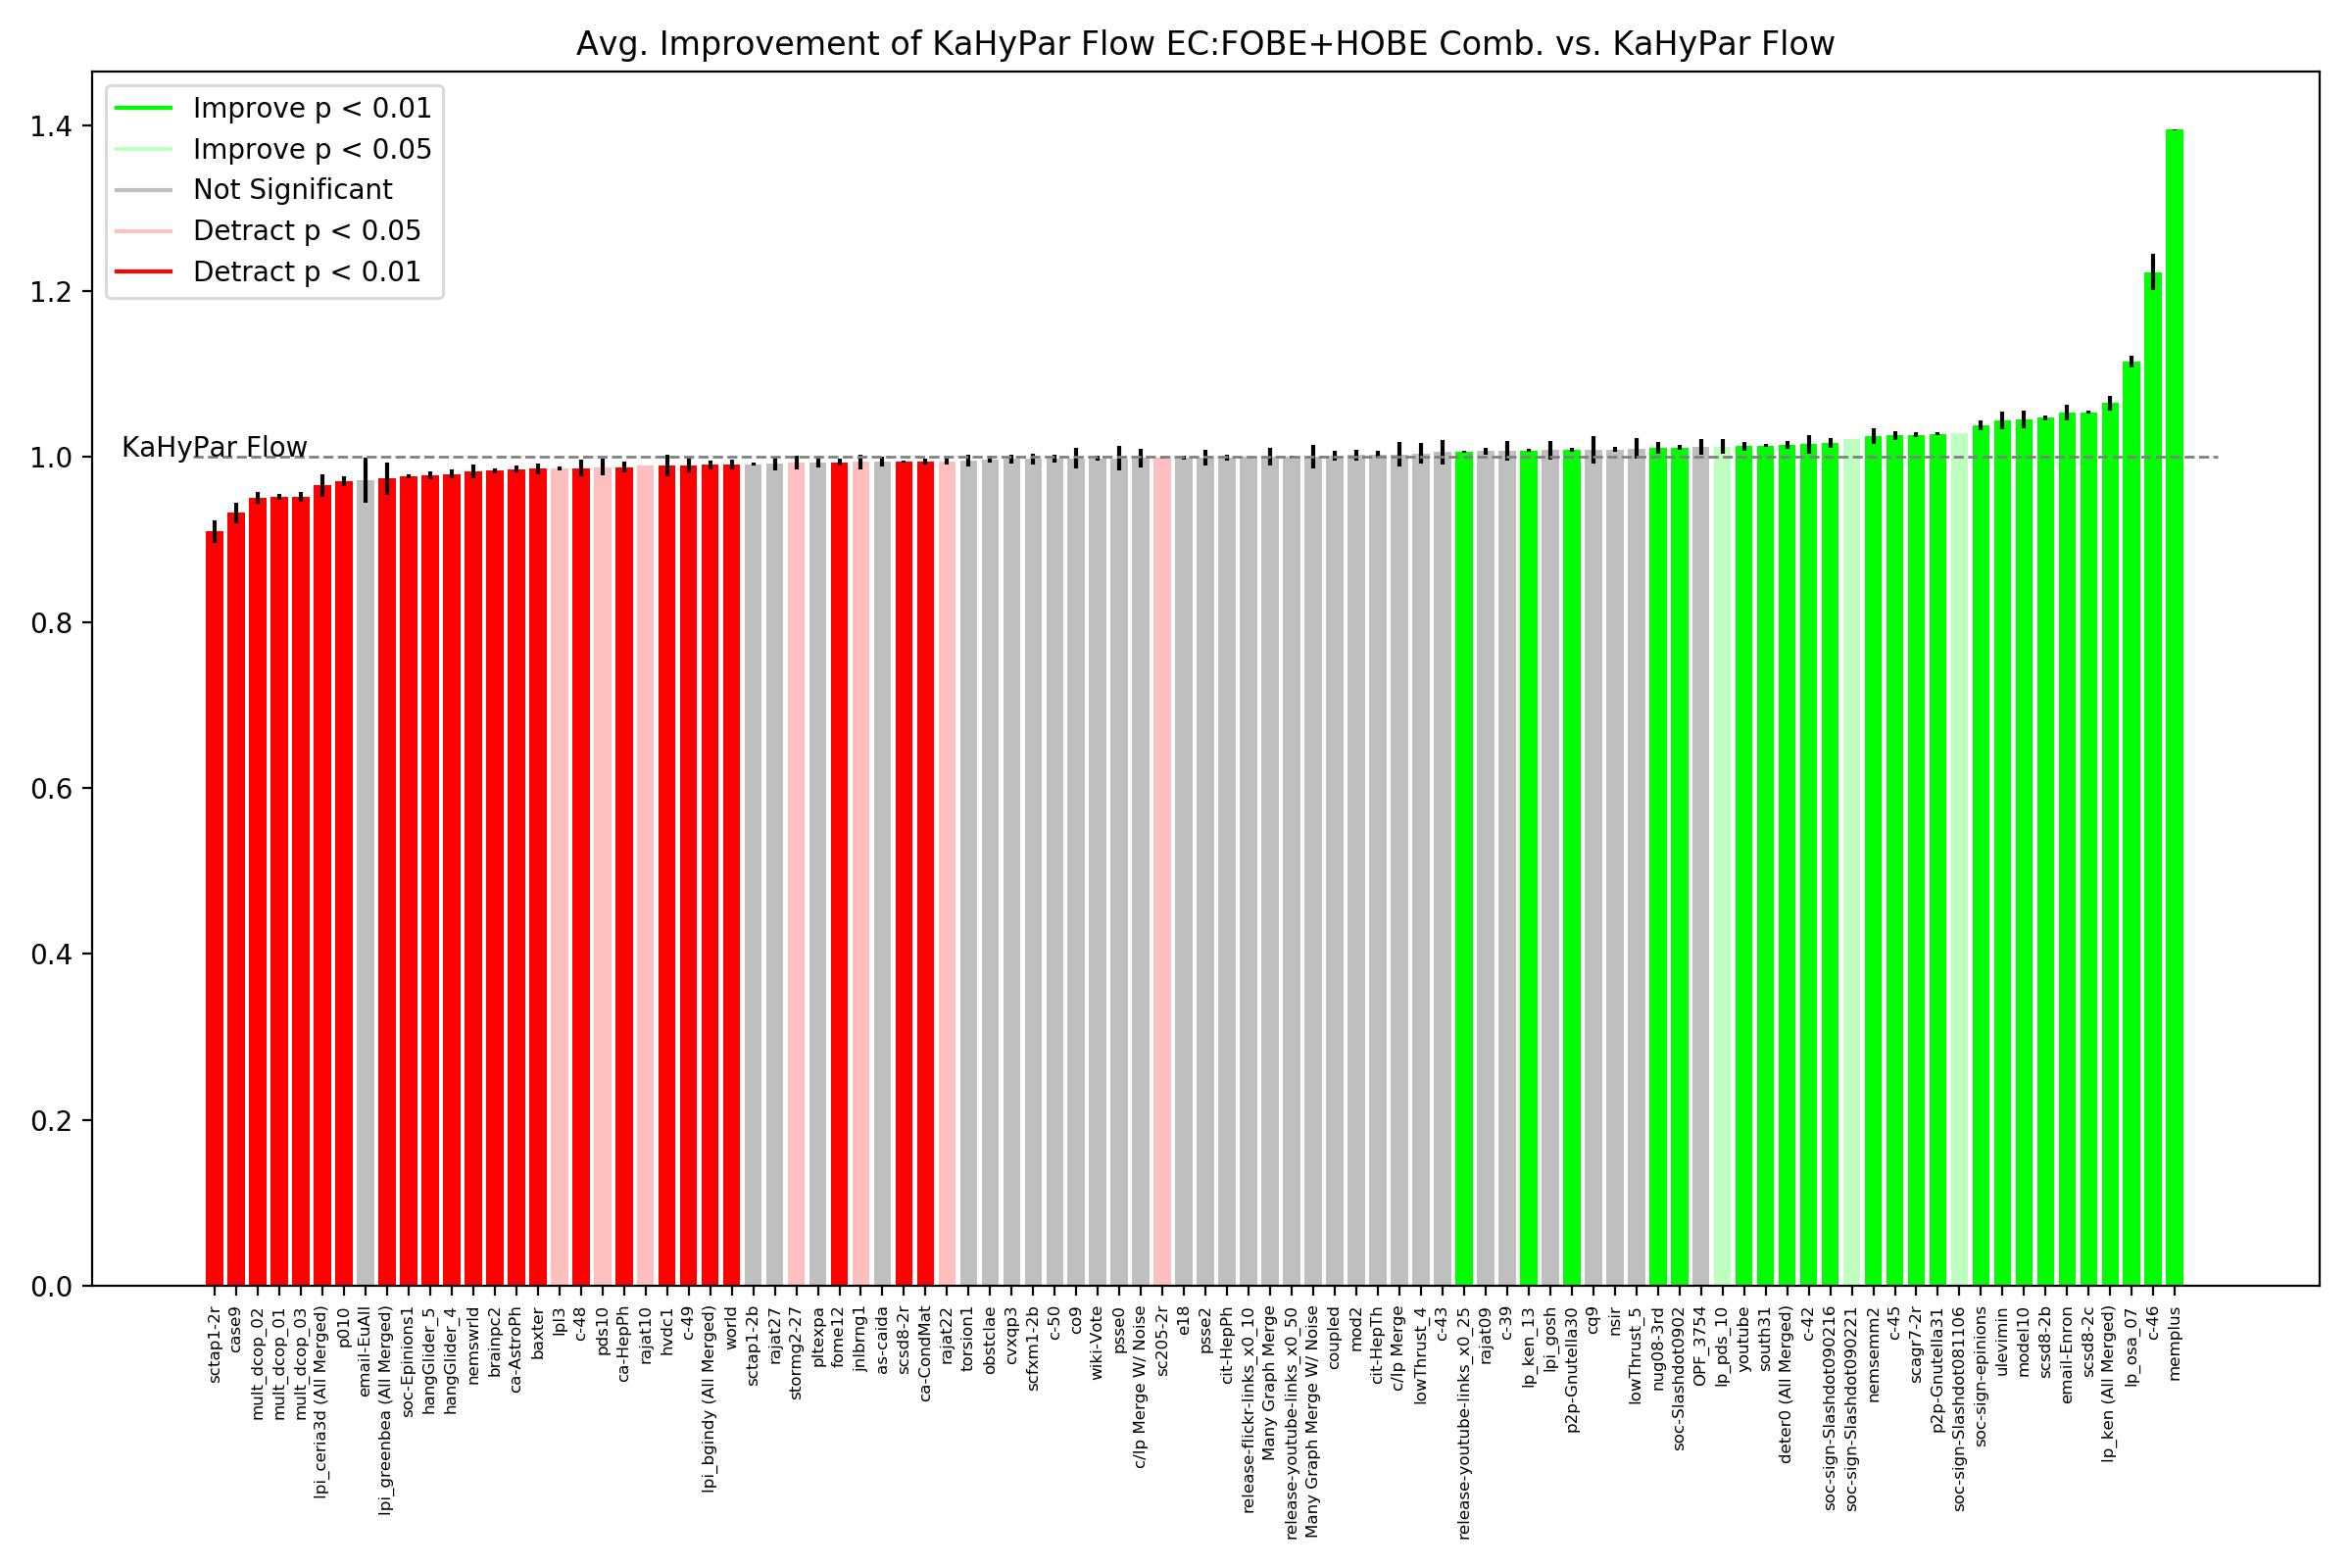 Avg. Improvement of KaHyPar Flow EC:FOBE+HOBE Comb. vs. KaHyPar Flow
Improve p < 0.01
Improve p < 0.05
Not Significant
Detract p < 0.05
Detract p < 0.01
1.4
1.2
1.0
0.8
0.6
0.4
0.2
0.0
KaHyPar Flow
sctap1-2r
case9
mult_dcop_02
mult_dcop_01
mult_dcop_03
lpi_ceria3d (All Merged)
p010
email-EuAll
lpi_greenbea (All Merged)
soc-Epinions1
hangGlider_5
hangGlider_4
nemswrld
brainpc2
ca-AstroPh
baxter
lpl3
c-48
pds10
ca-HepPh
rajat10
hvdc1
c-49
lpi_bgindy (All Merged)
world
sctap1-2b
rajat27
stormg2-27
pltexpa
fome12
jnlbrng1
as-caida
scsd8-2r
ca-CondMat
rajat22
torsion1
obstclae
cvxqp3
scfxm1-2b
c-50
co9
wiki-Vote
psse0
c/lp Merge W/ Noise
sc205-2r
e18
psse2
cit-HepPh
release-flickr-links_x0_10
Many Graph Merge
release-youtube-links_x0_50
Many Graph Merge W/ Noise
coupled
mod2
cit-HepTh
c/lp Merge
lowThrust_4
c-43
release-youtube-links_x0_25
rajat09
c-39
lp_ken_13
lpi_gosh
p2p-Gnutella30
cq9
nsir
lowThrust_5
nug08-3rd
soc-Slashdot0902
OPF_3754
lp_pds_10
youtube
south31
deter0 (All Merged)
c-42
soc-sign-Slashdot090216
soc-sign-Slashdot090221
nemsemm2
c-45
scagr7-2r
p2p-Gnutella31
soc-sign-Slashdot081106
soc-sign-epinions
ulevimin
model10
scsd8-2b
email-Enron
scsd8-2c
lp_ken (All Merged)
lp_osa_07
c-46
memplus